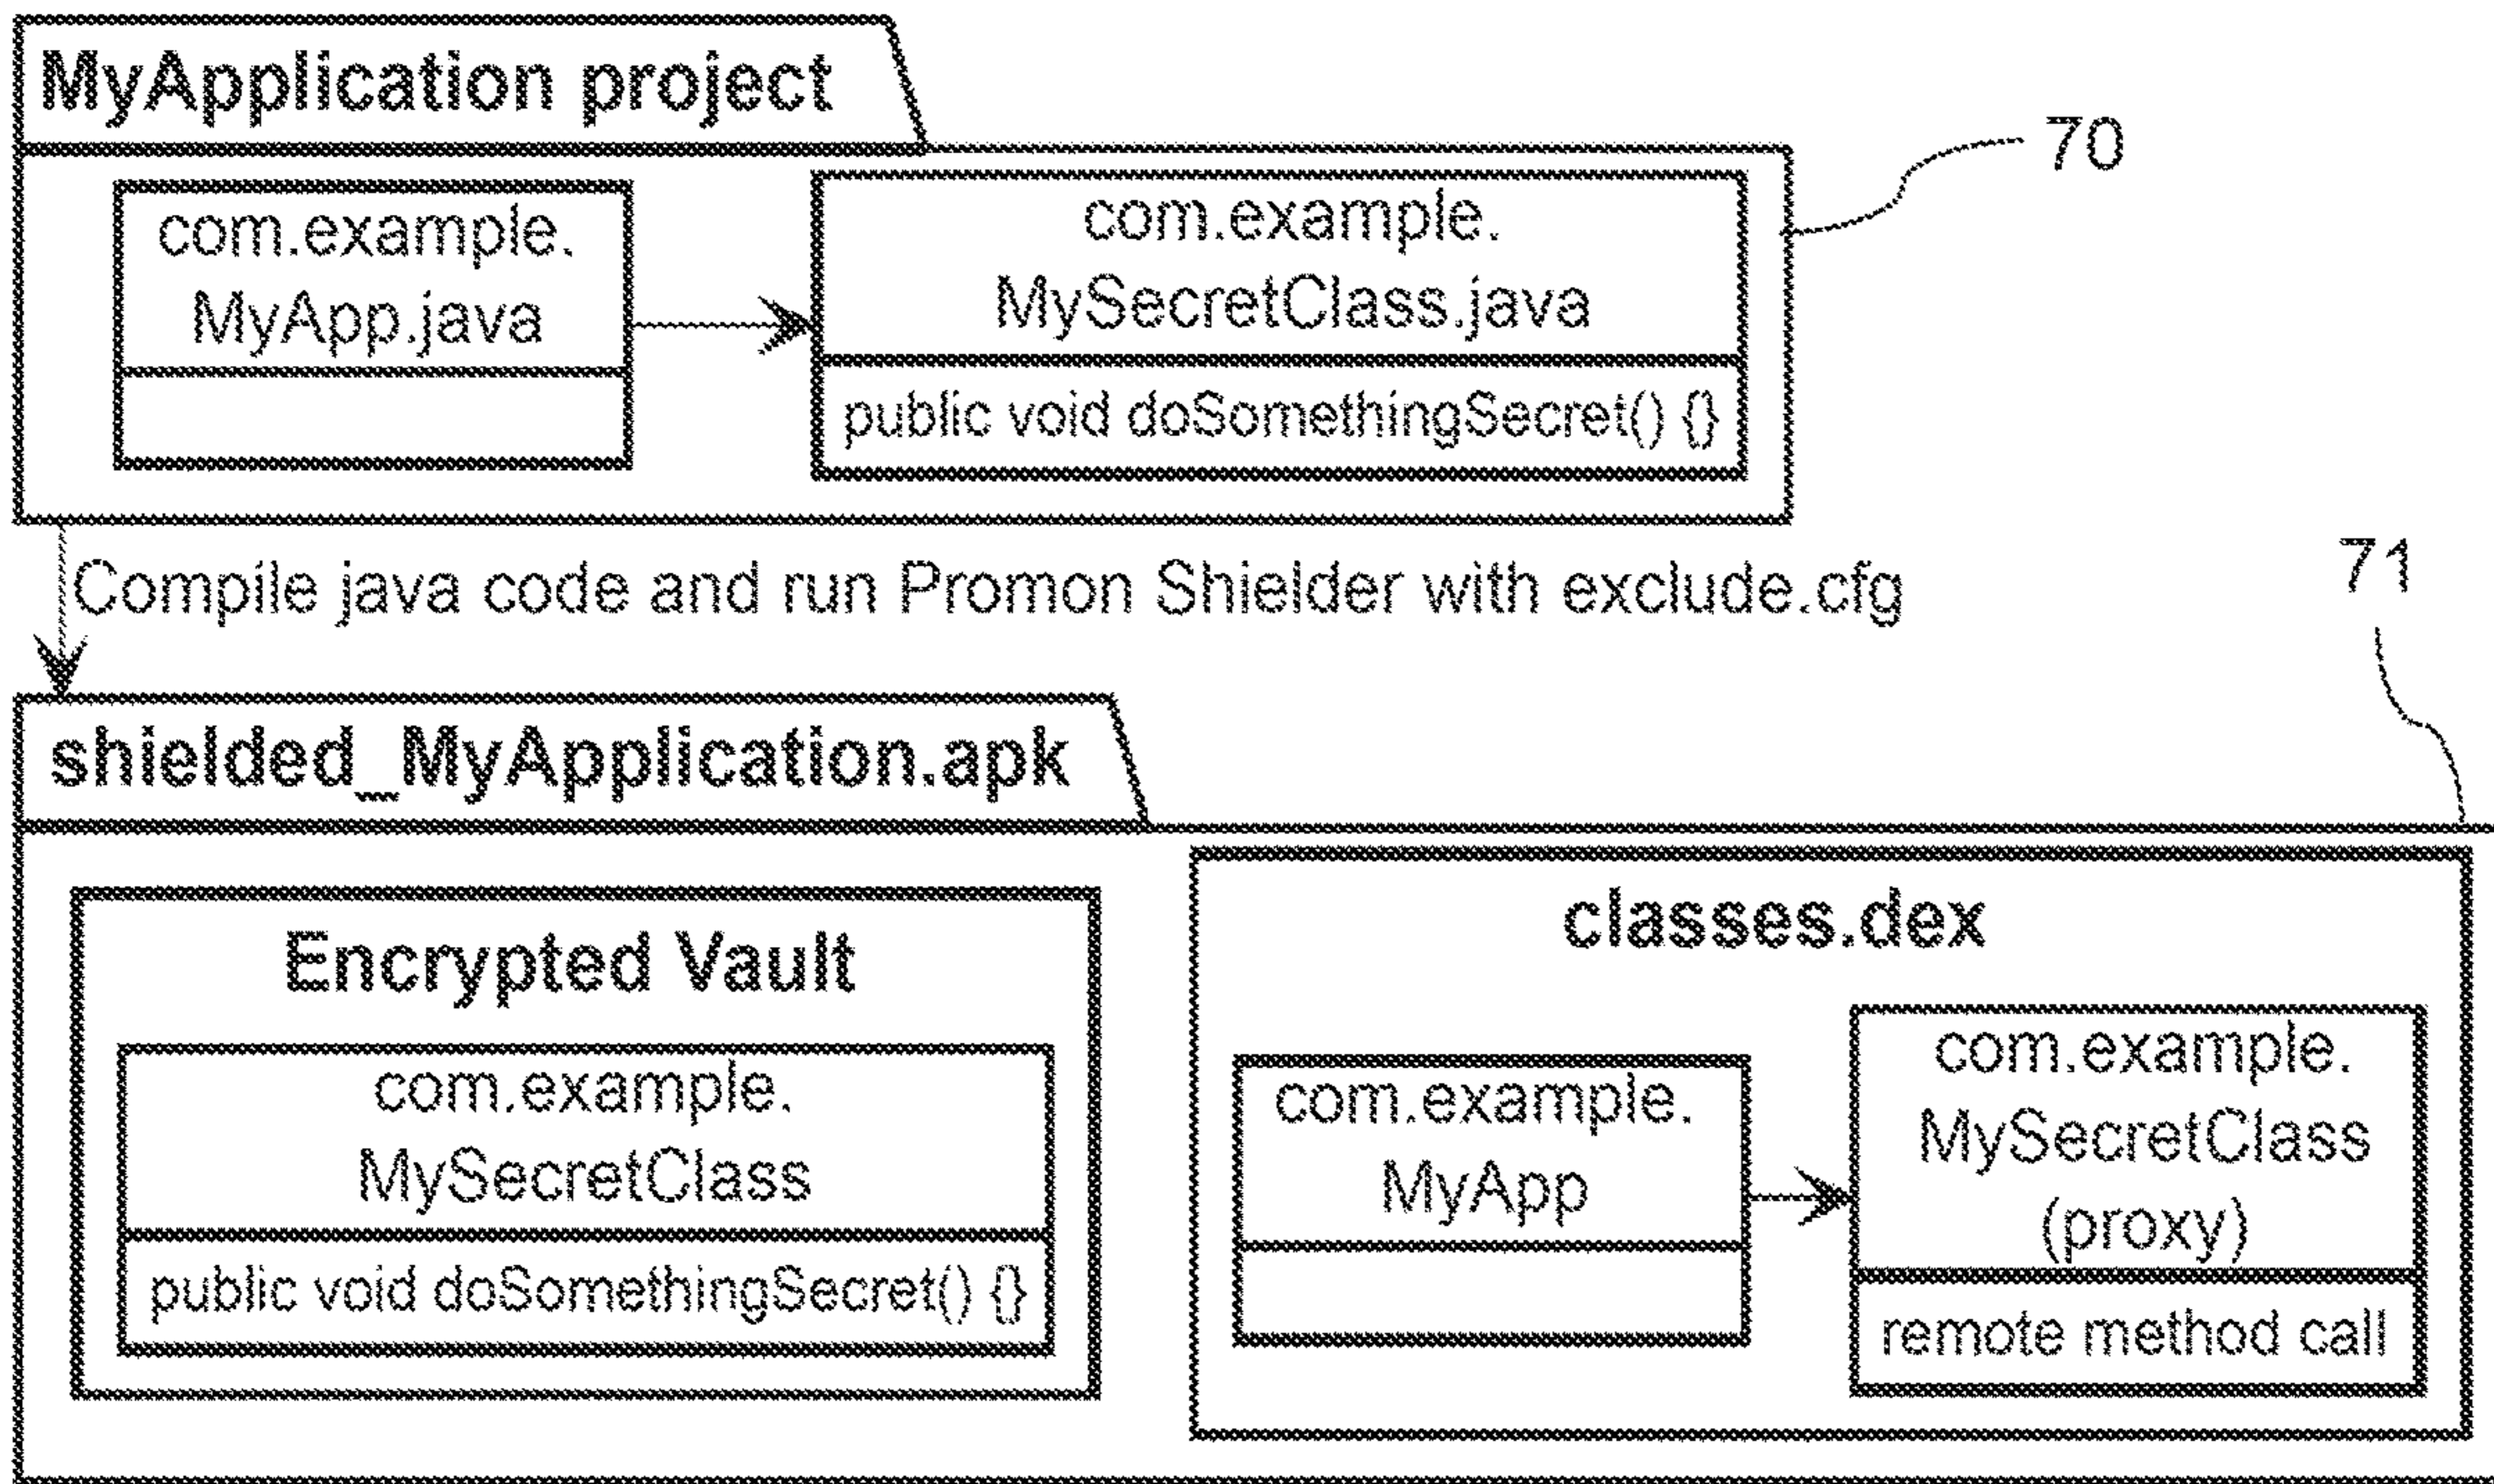 MyApplication project
70
com.example.
MyApp.java
com.example.
MySecretClass.java
public void doSomethingSecret() {}
Compile java code and run Promon Shielder with exclude.cfg
71
shielded_MyApplication.apk
Encrypted Vault
com.example.
MySecretClass
public void doSomethingSecret() {}
classes.dex
com.example.
MyApp
com.example.
MySecretClass
(proxy)
remote method call